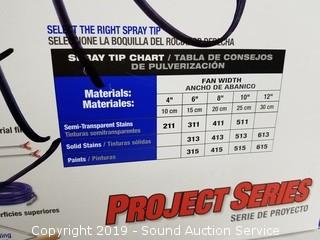 SELECT THE RIGHT SPRAY TIP
SELECCIONE LA BOQUILLA DEL DERECHA
SPRAY TIP CHART / TABLA DE CONSEJOS
DE PULVERIZACIÓN
Materials:
Materiales:
FAN WIDTH
ANCHO DE ABANICO
4" 6" 8" 10" 12"
10 cm 15 cm 20 cm 25 cm 30 cm
Semi-Transparent Stains
Tinturas semitransparentes
211 311 411 511
Solid Stains / Tinturas sólidas
313 413 513 613
Paints / Pinturas
315 415 515 615
erficies superiores
PROJECT SERIES
SERIE DE PROYECTO
Copyright 2019 - Sound Auction Service